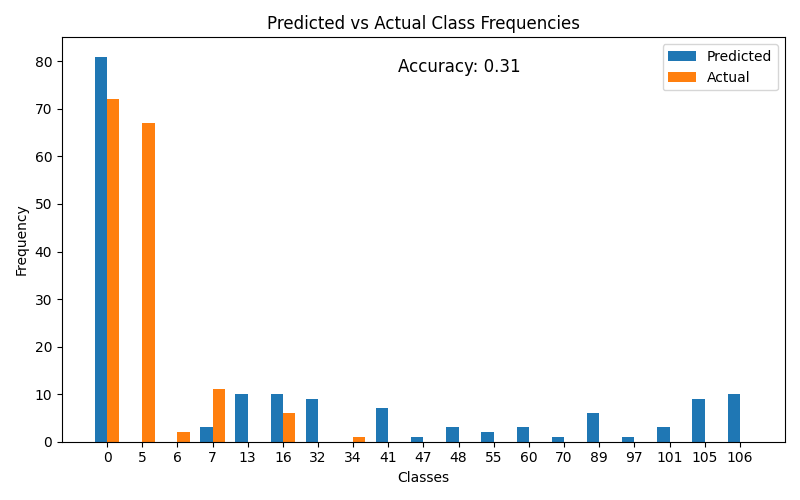 Predicted vs Actual Class Frequencies
Accuracy: 0.31
Predicted
Actual
Frequency
80
70
60
50
40
30
20
10
0
0 5 6 7 13 16 32 34 41 47 48 55 60 70 89 97 101 105 106
Classes